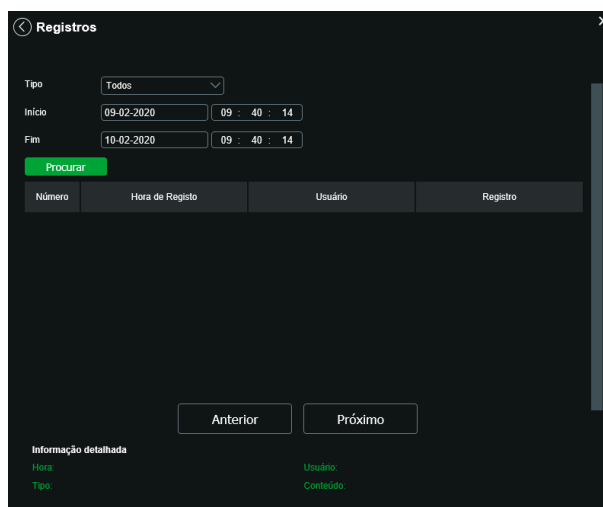 Registros
Tipo Todos
Início 09-02-2020 09 : 40 : 14
Fim 10-02-2020 09 : 40 : 14
Procurar
Número Hora de Registo Usuário Registro
Anterior Próximo
Informação detalhada
Hora: Usuário:
Tipo: Conteúdo: